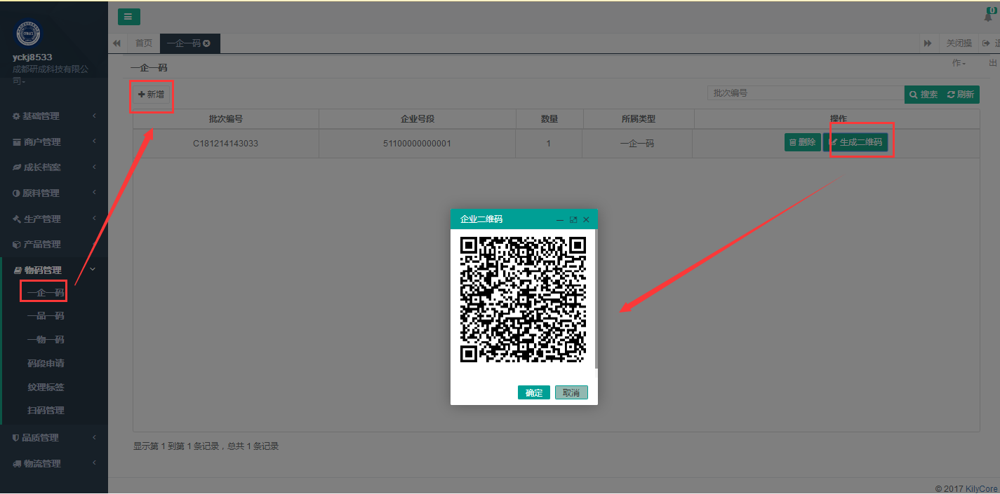 0
yckj8533
成都研成科技有限公
司
首页
一企一码
关闭操
作
退
出
一企一码
新增
批次编号
搜索
刷新
批次编号 企业号段 数量 所属类型 操作
C181214143033 51100000000001 1 一企一码 删除 生成二维码
基础管理
商户管理
成长档案
原料管理
生产管理
产品管理
物码管理
一企一码
一品一码
一物一码
码段申请
纹理标签
扫码管理
品质管理
物流管理
企业二维码
确定 取消
显示第 1 到第 1 条记录，总共 1 条记录
© 2017 KilyCore